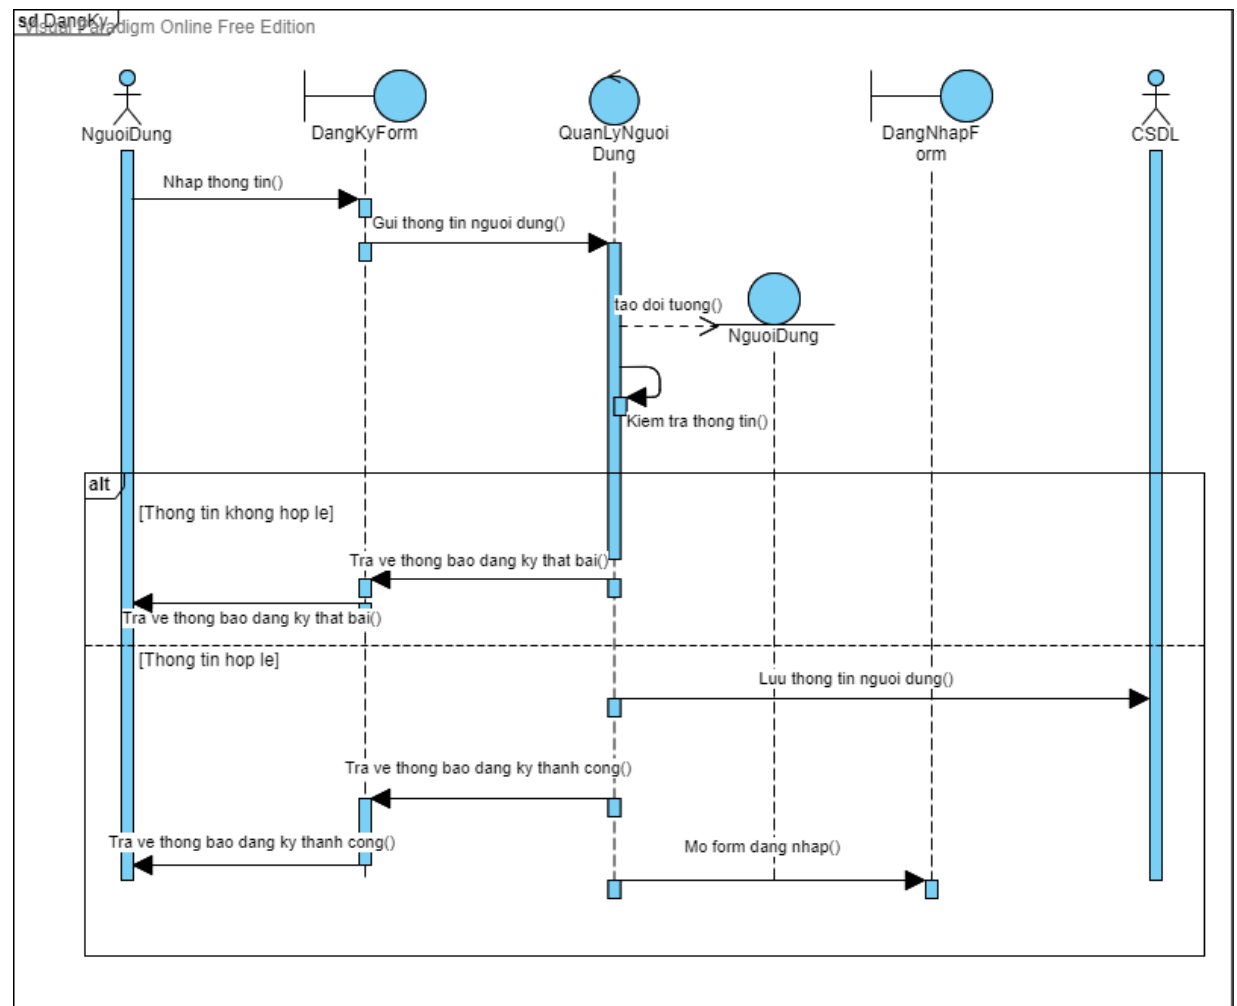 sd DangKy
Visual Paradigm Online Free Edition
NguoiDung
DangKyForm
QuanLyNguoi
Dung
DangNhapF
orm
CSDL
Nhap thong tin()
Gui thong tin nguoi dung()
tao doi tuong()
NguoiDung
Kiem tra thong tin()
alt
[Thong tin khong hop le]
Tra ve thong bao dang ky that bai()
Tra ve thong bao dang ky that bai()
[Thong tin hop le]
Luu thong tin nguoi dung()
Tra ve thong bao dang ky thanh cong()
Tra ve thong bao dang ky thanh cong()
Mo form dang nhap()